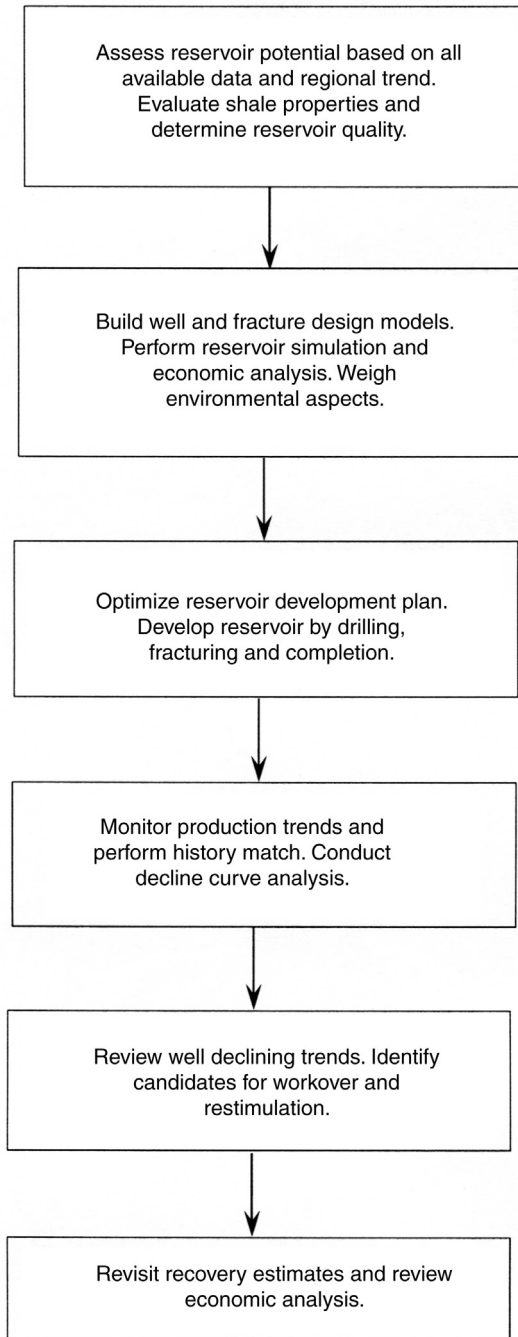 Assess reservoir potential based on all
available data and regional trend.
Evaluate shale properties and
determine reservoir quality.
Build well and fracture design models.
Perform reservoir simulation and
economic analysis. Weigh
environmental aspects.
Optimize reservoir development plan.
Develop reservoir by drilling,
fracturing and completion.
Monitor production trends and
perform history match. Conduct
decline curve analysis.
Review well declining trends. Identify
candidates for workover and
restimulation.
Revisit recovery estimates and review
economic analysis.